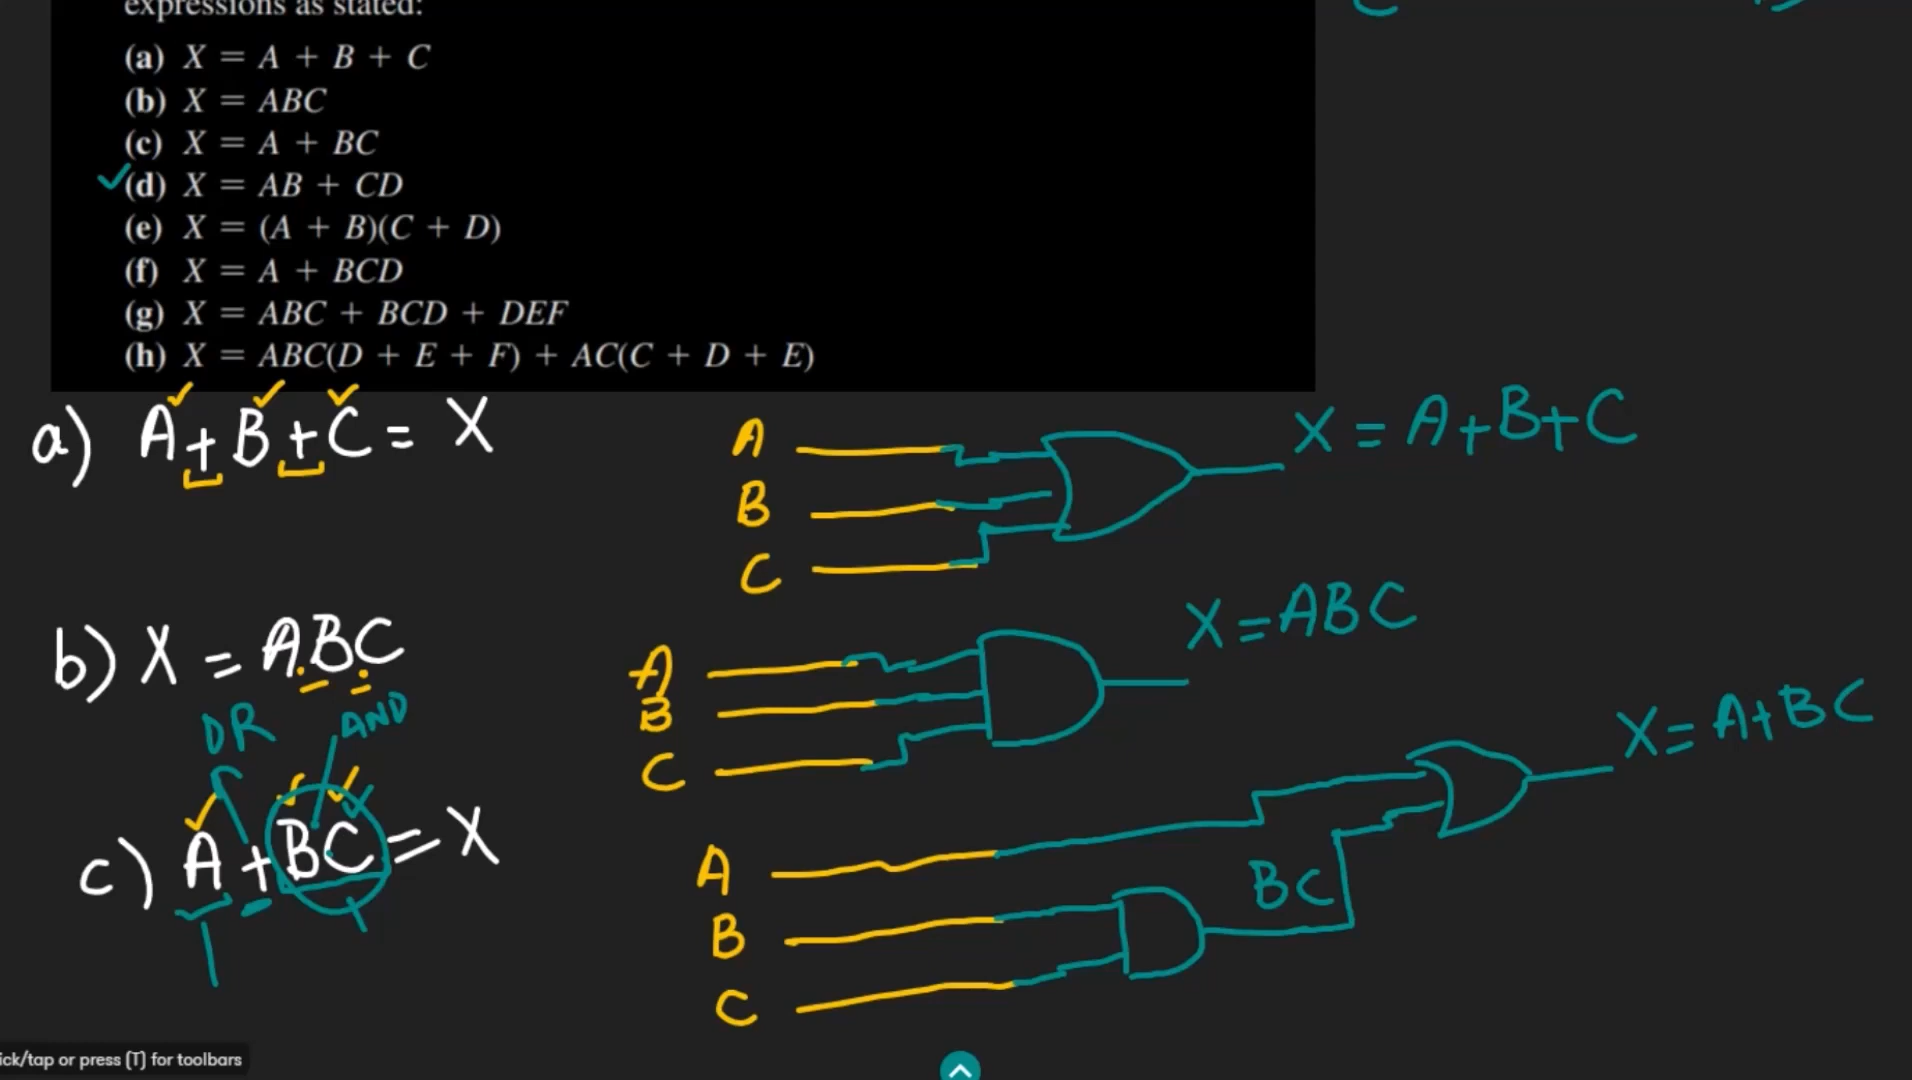 expressions as stated:
(a) X = A + B + C
(b) X = ABC
(c) X = A + BC
(d) X = AB + CD
(e) X = (A + B)(C + D)
(f) X = A + BCD
(g) X = ABC + BCD + DEF
(h) X = ABC(D + E + F) + AC(C + D + E)
a) A+B+C = X
A
B
C
X = A+B+C
b) X = A.B.C
A
B
C
X=ABC
OR
AND
c) A+BC = X
A
B
C
BC
X= A+BC
ick/tap or press (T) for toolbars